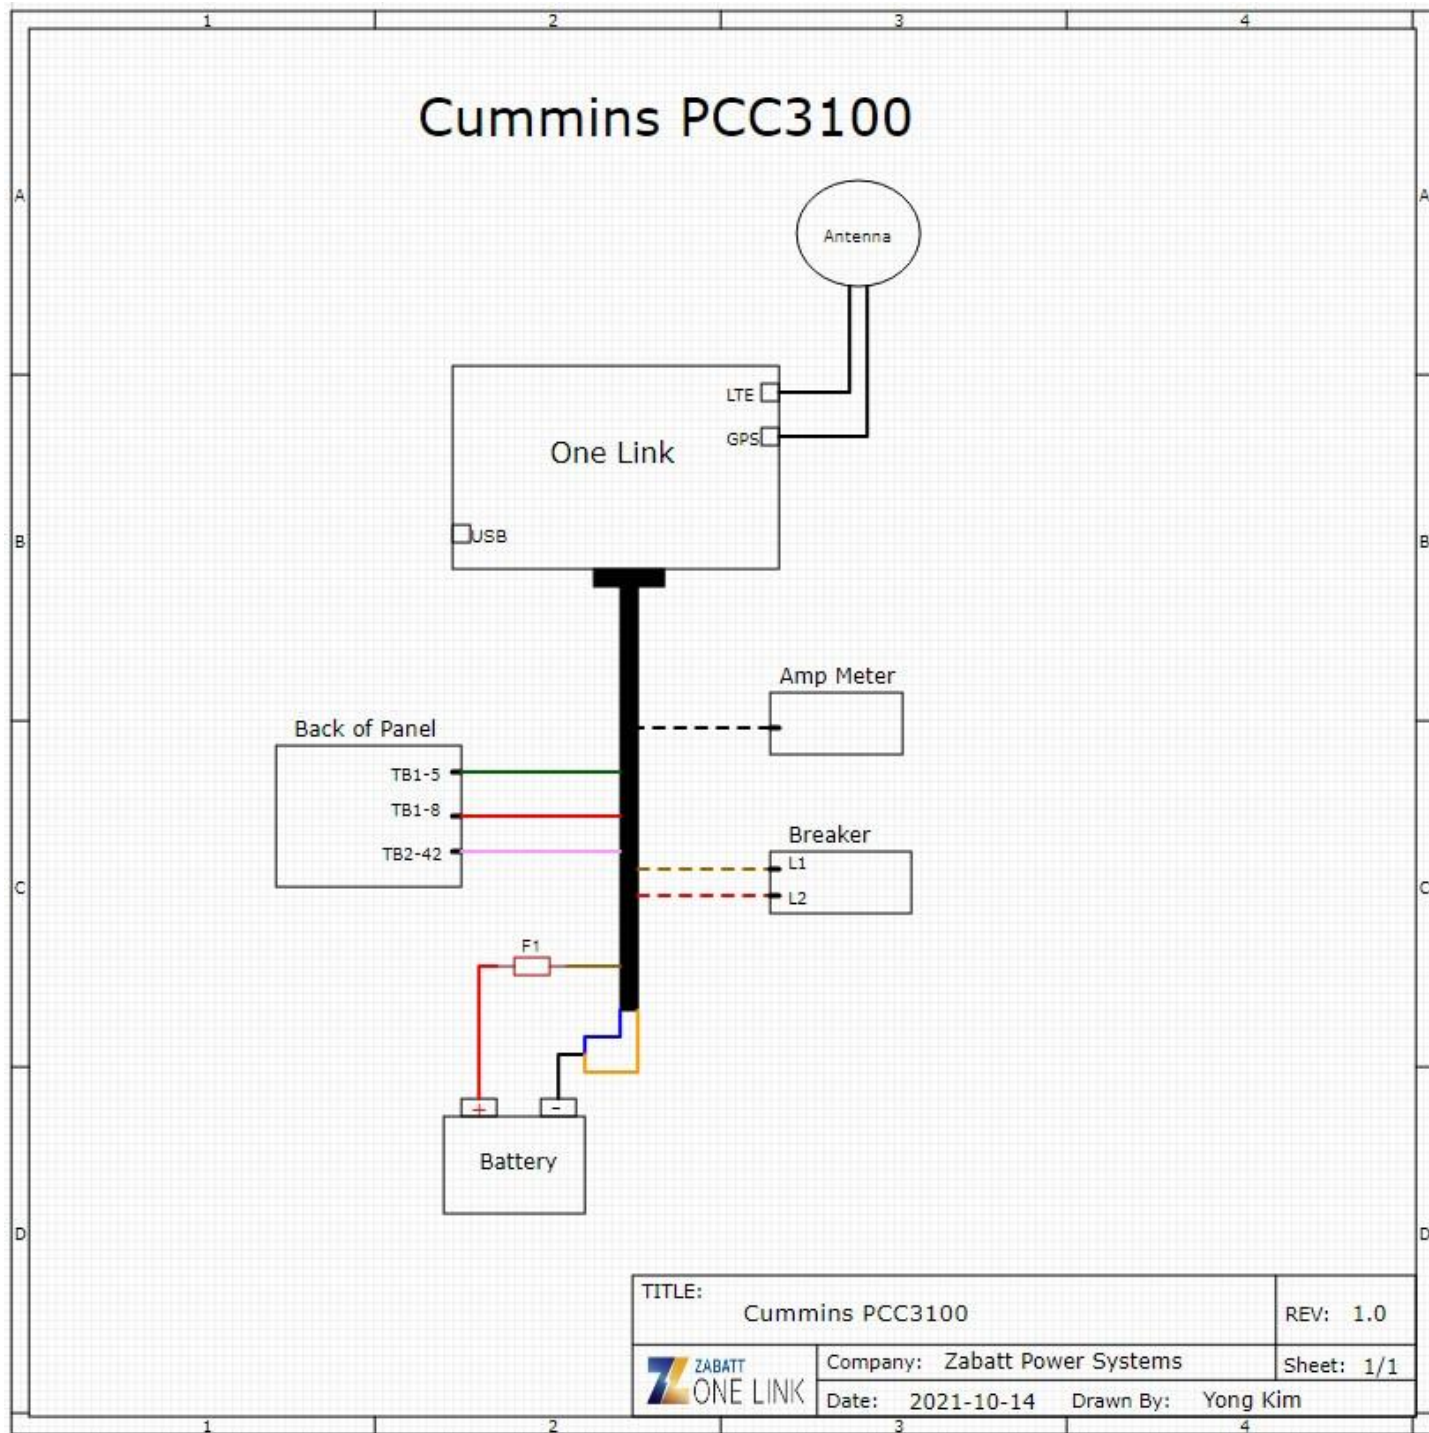 1 2 3 4
Cummins PCC3100
A A
Antenna
LTE
GPS
One Link
USB
B B
Amp Meter
Back of Panel
TB1-5
TB1-8
TB2-42
Breaker
L1
L2
C C
F1
+ -
Battery
D D
TITLE:
Cummins PCC3100
REV: 1.0
ZABATT
ONE LINK
Company: Zabatt Power Systems
Sheet: 1/1
Date: 2021-10-14 Drawn By: Yong Kim
1 2 3 4